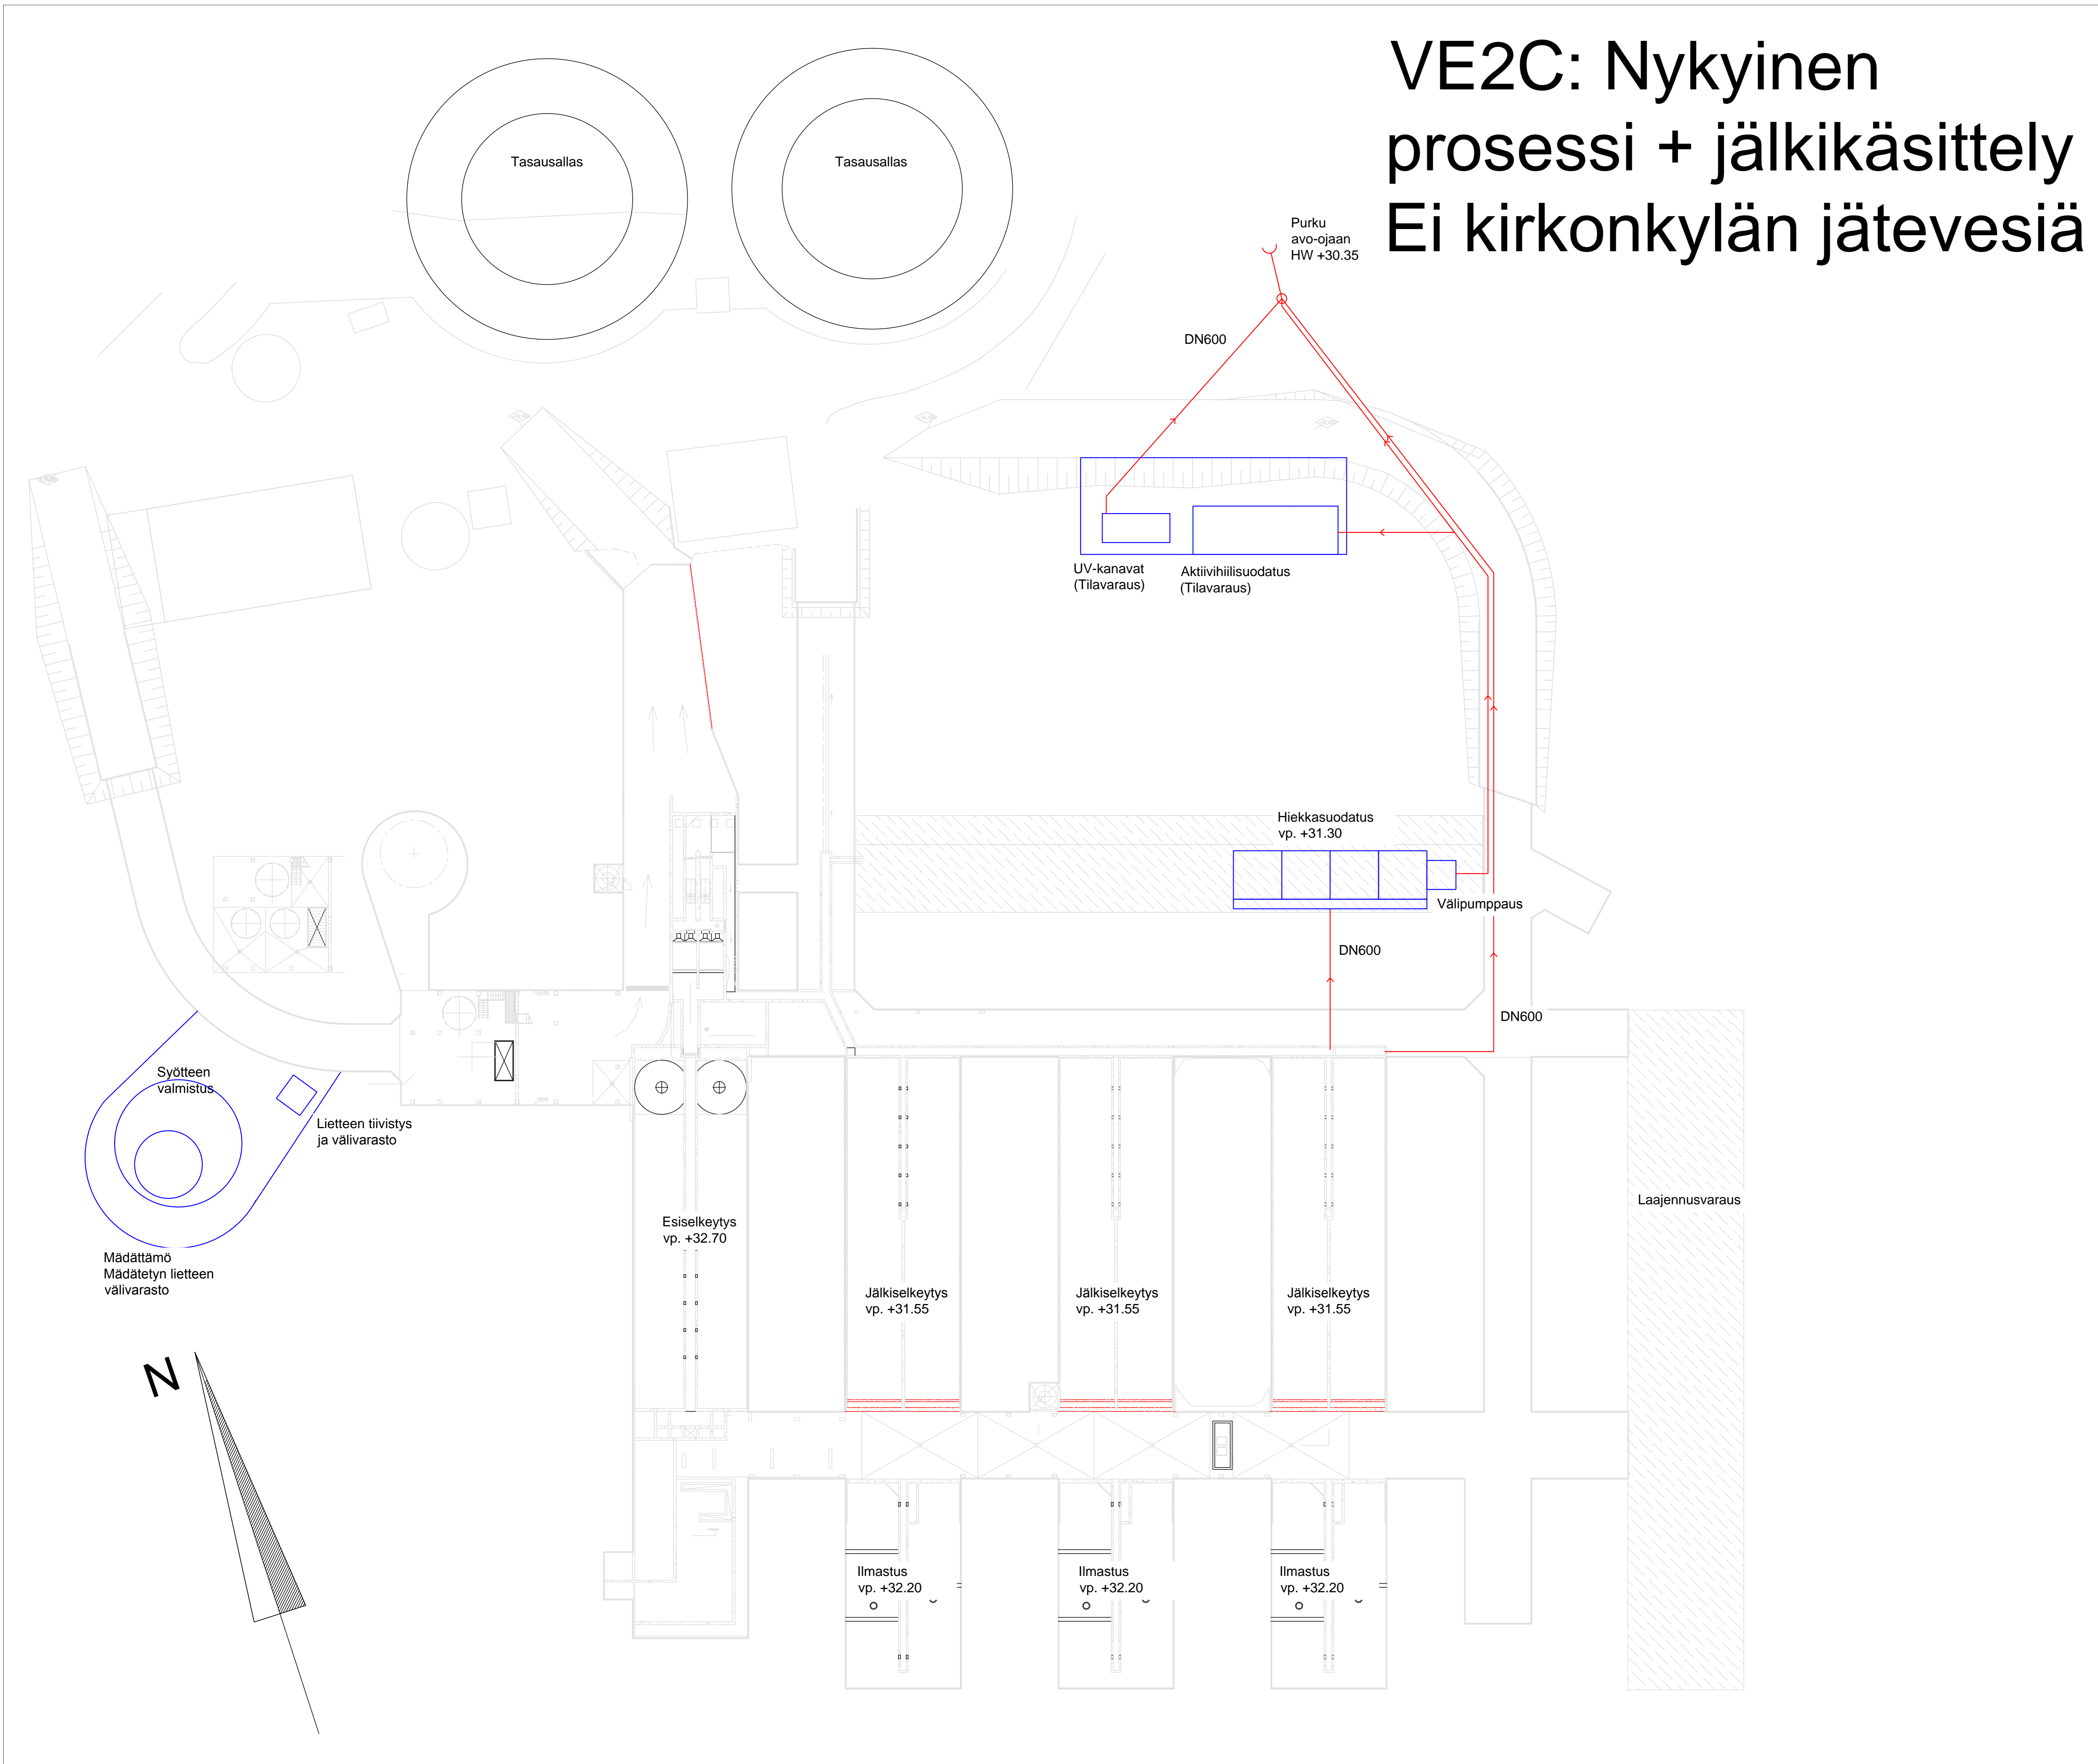 VE2C: Nykyinen
prosessi + jälkikäsittely
Ei kirkonkylän jätevesiä
Tasausallas
Tasausallas
Purku
avo-ojaan
HW +30.35
DN600
UV-kanavat
(Tilavaraus)
Aktiivihiilisuodatus
(Tilavaraus)
Hiekkasuodatus
vp. +31.30
Välipumppaus
DN600
DN600
Syötteen
valmistus
Lietteen tiivistys
ja välivarasto
Mädättämö
Mädätetyn lietteen
välivarasto
Esiselkeytys
vp. +32.70
Laajennusvaraus
Jälkiselkeytys
vp. +31.55
Jälkiselkeytys
vp. +31.55
Jälkiselkeytys
vp. +31.55
N
Ilmastus
vp. +32.20
Ilmastus
vp. +32.20
Ilmastus
vp. +32.20